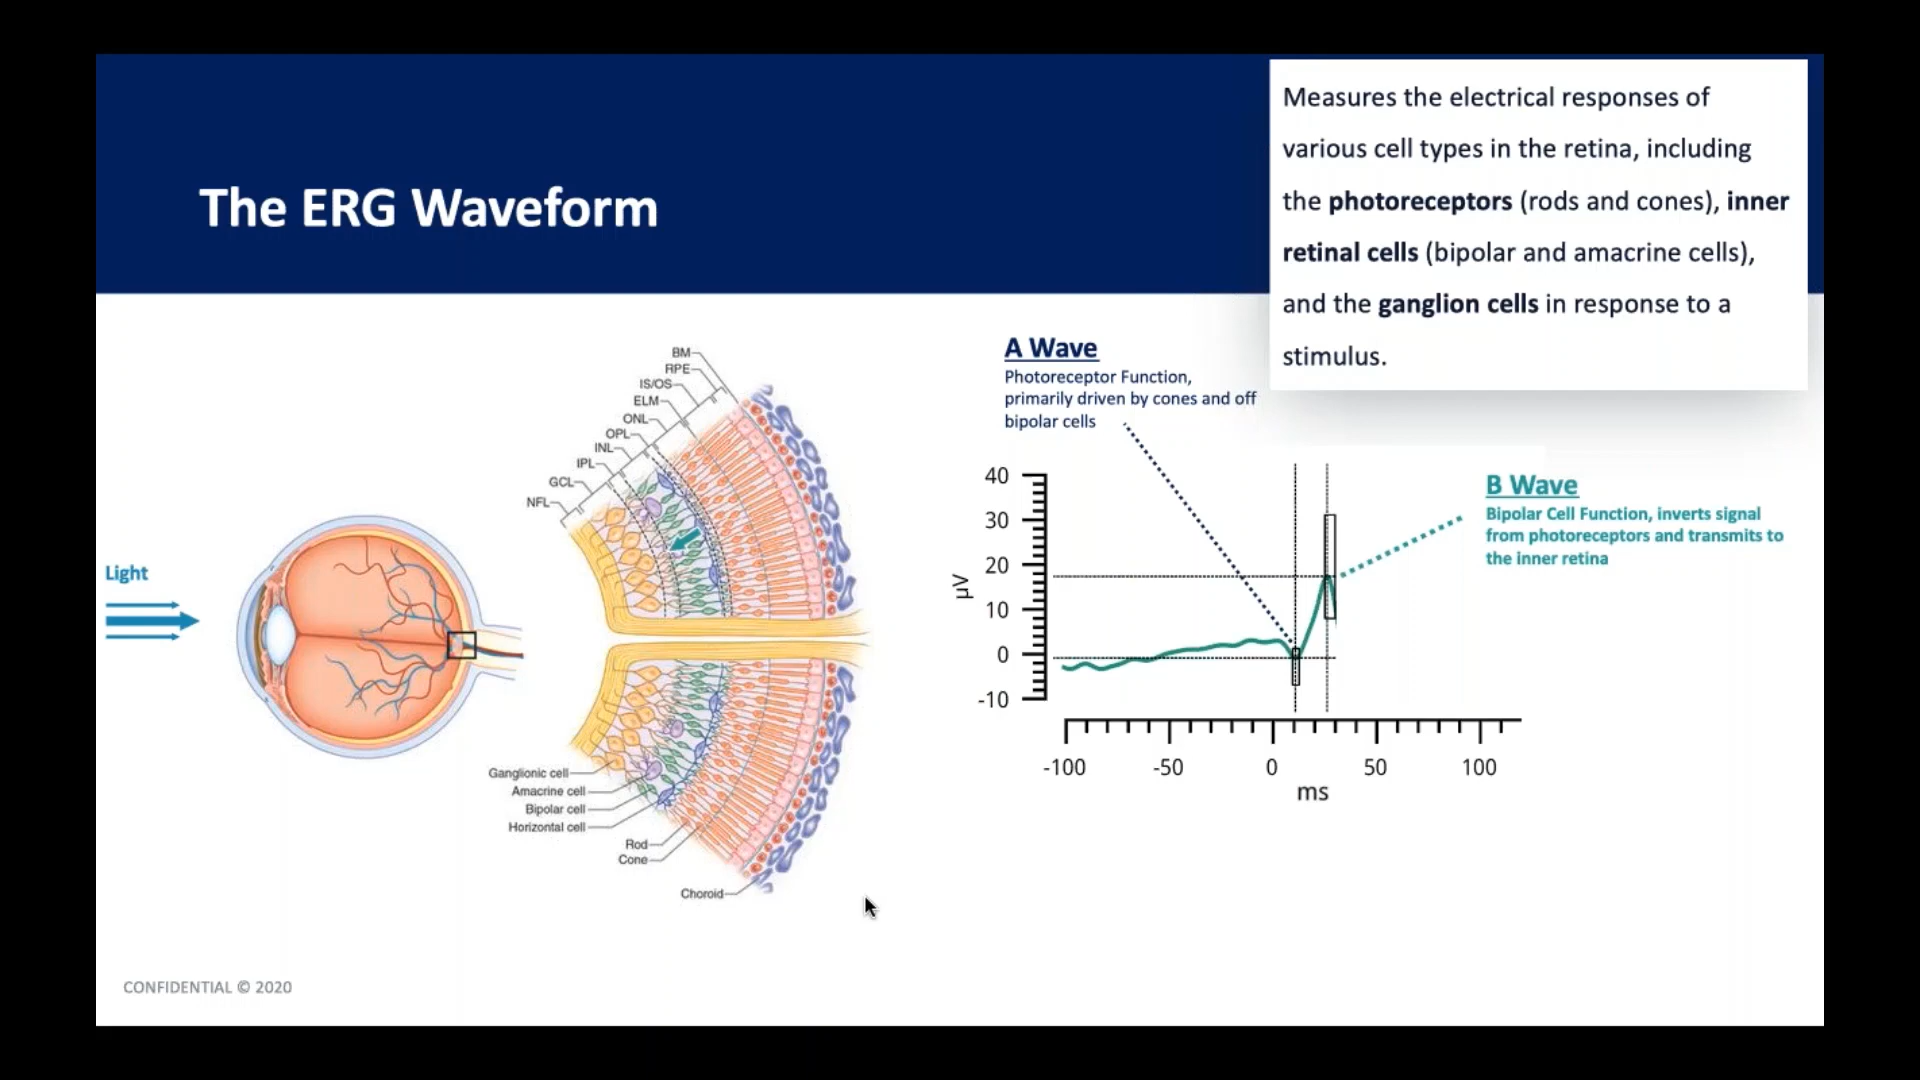 The ERG Waveform
Measures the electrical responses of
various cell types in the retina, including
the photoreceptors (rods and cones), inner
retinal cells (bipolar and amacrine cells),
and the ganglion cells in response to a
stimulus.
Light
BM
RPE
IS/OS
ELM
ONL
OPL
INL
IPL
GCL
NFL
Ganglionic cell
Amacrine cell
Bipolar cell
Horizontal cell
Rod
Cone
Choroid
A Wave
Photoreceptor Function,
primarily driven by cones and off
bipolar cells
B Wave
Bipolar Cell Function, inverts signal
from photoreceptors and transmits to
the inner retina
µV
40
30
20
10
0
-10
-100 -50 0 50 100
ms
CONFIDENTIAL © 2020